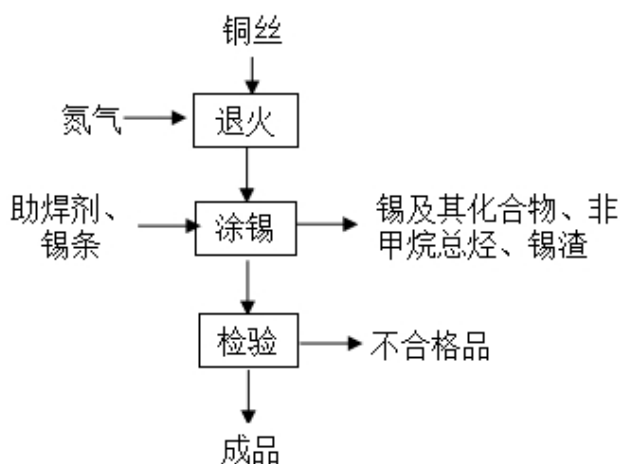 铜丝
氮气
退火
助焊剂、
锡条
涂锡
锡及其化合物、非
甲烷总烃、锡渣
检验
不合格品
成品